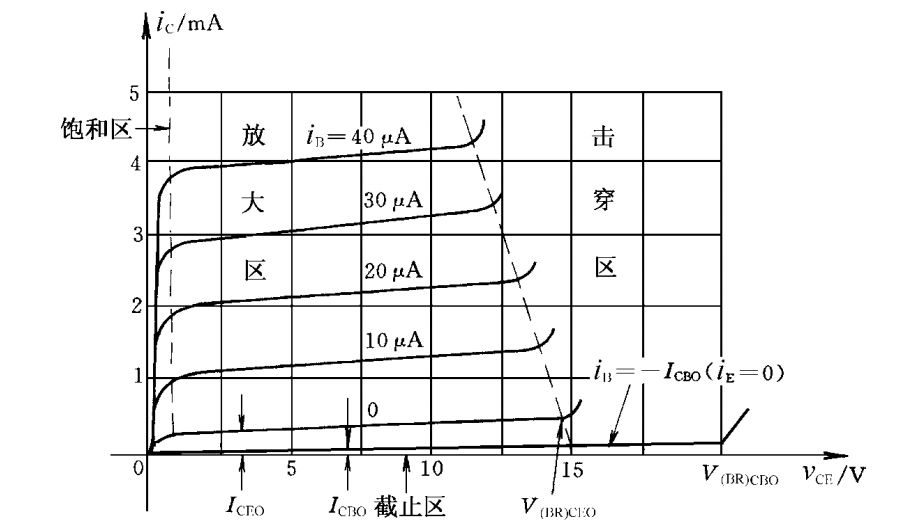 i_C/mA
5
饱和区
放
i_B=40 μA
击
4
大
30 μA
穿
3
区
20 μA
区
2
10 μA
1
i_B=-I_CBO(i_E=0)
0
0
5
10
15
V_(BR)CBO
v_CE/V
I_CEO
I_CBO
截止区
V_(BR)CEO